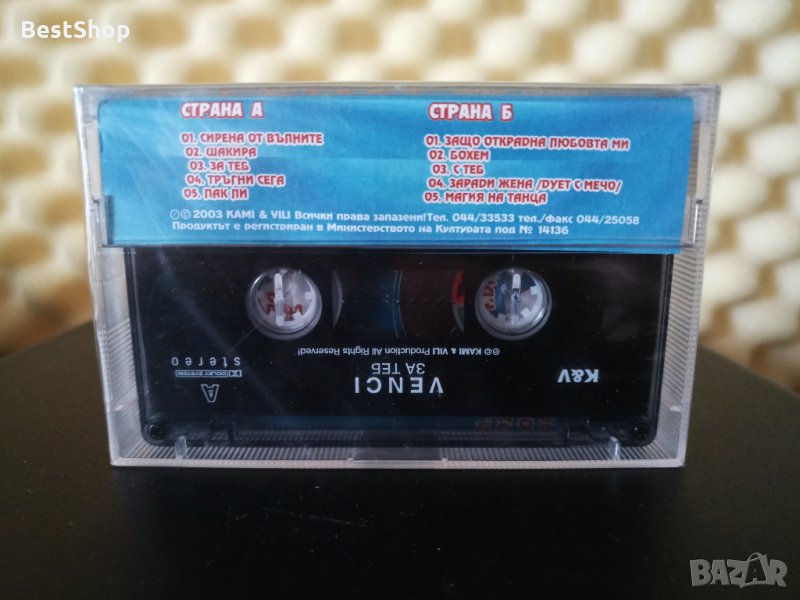 BestShop
СТРАНА А
01. СИРЕНА ОТ ВЪЛНИТЕ
02. ШАКИРА
03. ЗА ТЕБ
04. ТРЪГНИ СЕГА
05. ПАК ЛИ
СТРАНА Б
01. ЗАЩО ОТКРАДНА ЛЮБОВТА МИ
02. БОХЕМ
03. С ТЕБ
04. ЗАРАДИ ЖЕНА /ДУЕТ С МЕЧО/
05. МАГИЯ НА ТАНЦА
℗© 2003 KAMI & VILI Всички права запазени!Тел. 044/33533 тел./факс 044/25058
Продуктът е регистриран в Министерството на Културата под № 14136
A
DOLBY SYSTEM
stereo
VENCI
ЗА ТЕБ
℗© KAMI & VILI Production All Rights Reserved!
K&V
BAZAR